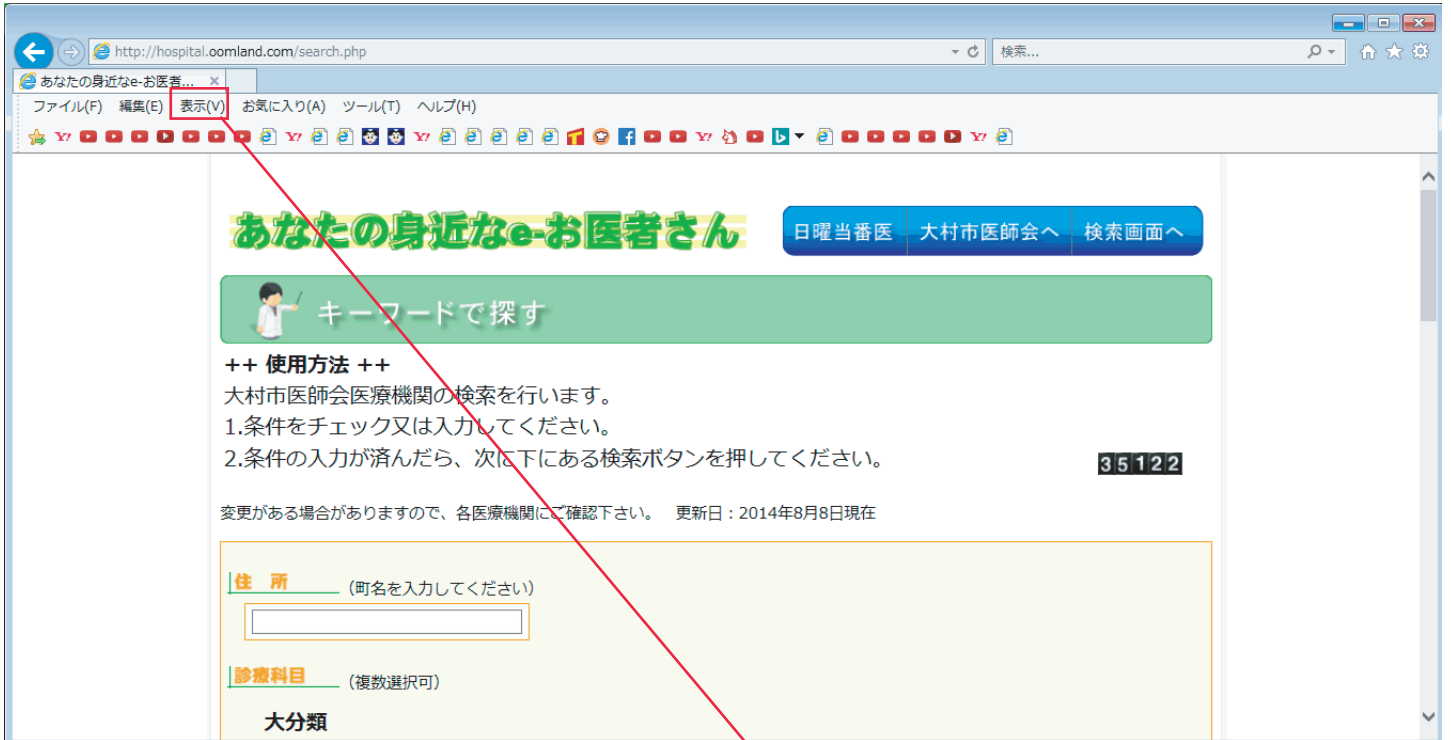 http://hospital.oomland.com/search.php
検索...
あなたの身近なe-お医者...
ファイル(F) 編集(E) 表示(V) お気に入り(A) ツール(T) ヘルプ(H)
あなたの身近なe-お医者さん
日曜当番医 大村市医師会へ 検索画面へ
キーワードで探す
++ 使用方法 ++
大村市医師会医療機関の検索を行います。
1.条件をチェック又は入力してください。
2.条件の入力が済んだら、次に下にある検索ボタンを押してください。
35122
変更がある場合がありますので、各医療機関にご確認下さい。 更新日：2014年8月8日現在
住 所 (町名を入力してください)
診療科目 (複数選択可)
大分類